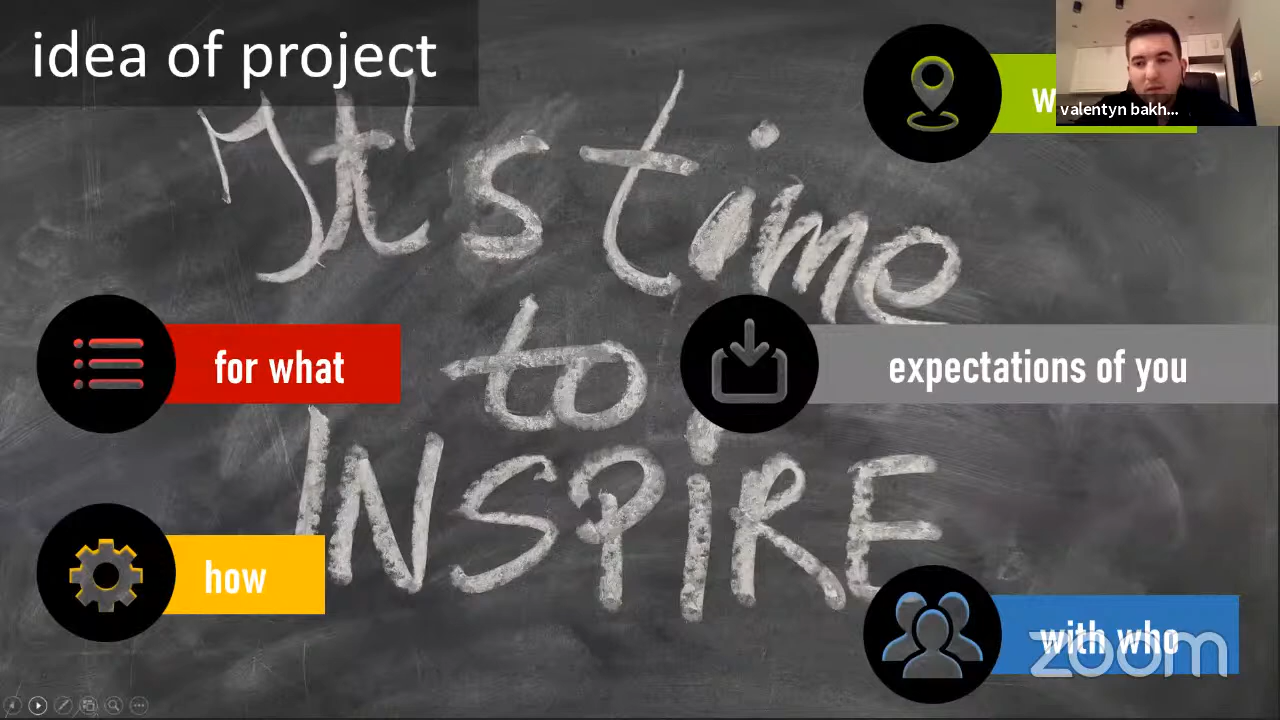 idea of project
valentyn bakh...
It's time
to
INSPIRE
for what
expectations of you
how
with who
zoom